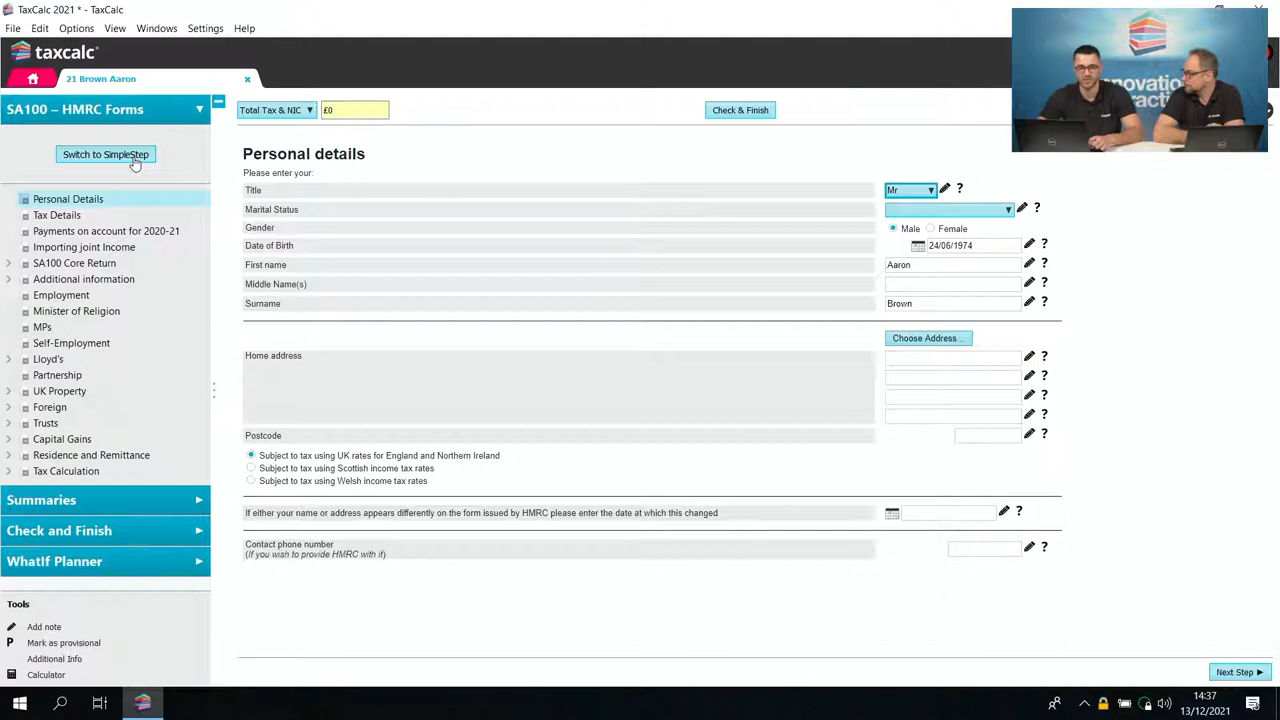 TaxCalc 2021 * - TaxCalc
File Edit Options View Windows Settings Help
taxcalc
21 Brown Aaron
SA100 – HMRC Forms
Total Tax & NIC £0 Check & Finish
Switch to SimpleStep
Personal Details
Tax Details
Payments on account for 2020-21
Importing joint Income
SA100 Core Return
Additional information
Employment
Minister of Religion
MPs
Self-Employment
Lloyd's
Partnership
UK Property
Foreign
Trusts
Capital Gains
Residence and Remittance
Tax Calculation
Summaries
Check and Finish
WhatIf Planner
Tools
Add note
P Mark as provisional
Additional Info
Calculator
Personal details
Please enter your:
Title Mr ?
Marital Status ?
Gender Male Female
Date of Birth 24/06/1974 ?
First name Aaron ?
Middle Name(s) ?
Surname Brown ?
Choose Address...
Home address ?
?
?
?
Postcode ?
Subject to tax using UK rates for England and Northern Ireland
Subject to tax using Scottish income tax rates
Subject to tax using Welsh income tax rates
If either your name or address appears differently on the form issued by HMRC please enter the date at which this changed ?
Contact phone number ?
(If you wish to provide HMRC with it)
Next Step
14:37
13/12/2021